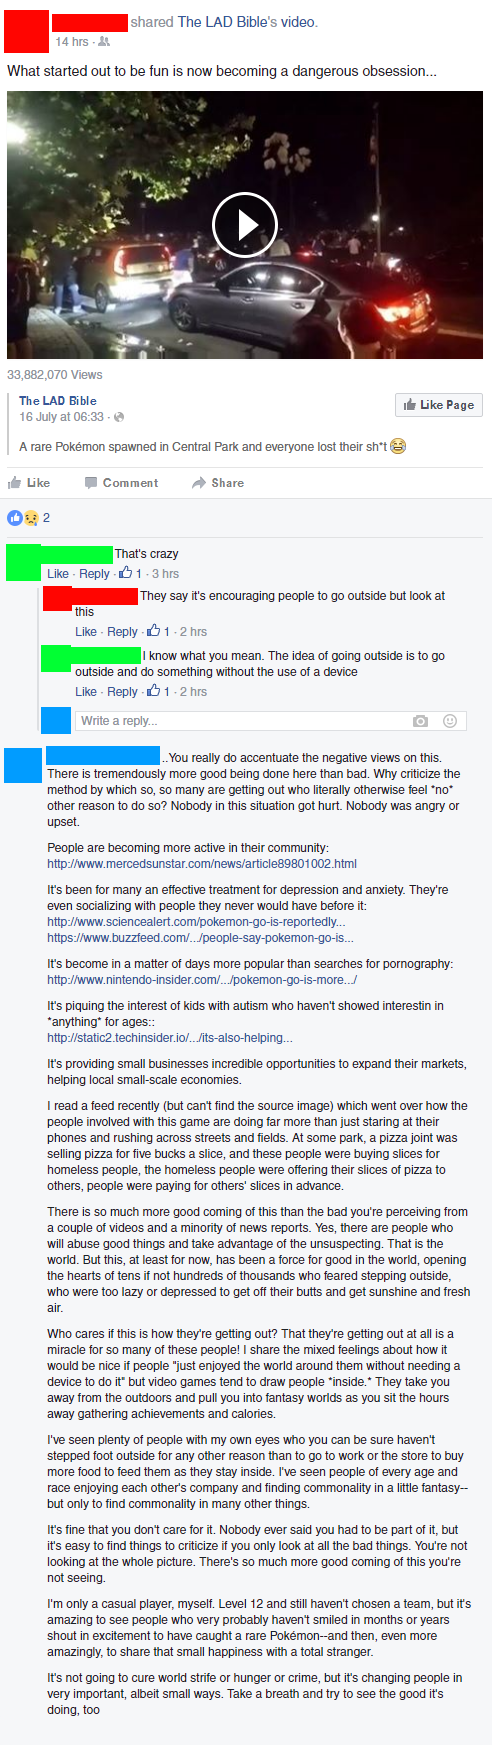 shared The LAD Bible's video.
14 hrs ·
What started out to be fun is now becoming a dangerous obsession...
33,882,070 Views
The LAD Bible
16 July at 06:33 ·
Like Page
A rare Pokémon spawned in Central Park and everyone lost their sh*t
Like Comment Share
2
That's crazy
Like · Reply · 1 · 3 hrs
They say it's encouraging people to go outside but look at
this
Like · Reply · 1 · 2 hrs
I know what you mean. The idea of going outside is to go
outside and do something without the use of a device
Like · Reply · 1 · 2 hrs
Write a reply...
..You really do accentuate the negative views on this.
There is tremendously more good being done here than bad. Why criticize the
method by which so, so many are getting out who literally otherwise feel *no*
other reason to do so? Nobody in this situation got hurt. Nobody was angry or
upset.
People are becoming more active in their community:
http://www.mercedsunstar.com/news/article89801002.html
It's been for many an effective treatment for depression and anxiety. They're
even socializing with people they never would have before it:
http://www.sciencealert.com/pokemon-go-is-reportedly...
https://www.buzzfeed.com/.../people-say-pokemon-go-is...
It's become in a matter of days more popular than searches for pornography:
http://www.nintendo-insider.com/.../pokemon-go-is-more.../
It's piquing the interest of kids with autism who haven't showed interestin in
*anything* for ages::
http://static2.techinsider.io/.../its-also-helping...
It's providing small businesses incredible opportunities to expand their markets,
helping local small-scale economies.
I read a feed recently (but can't find the source image) which went over how the
people involved with this game are doing far more than just staring at their
phones and rushing across streets and fields. At some park, a pizza joint was
selling pizza for five bucks a slice, and these people were buying slices for
homeless people, the homeless people were offering their slices of pizza to
others, people were paying for others' slices in advance.
There is so much more good coming of this than the bad you're perceiving from
a couple of videos and a minority of news reports. Yes, there are people who
will abuse good things and take advantage of the unsuspecting. That is the
world. But this, at least for now, has been a force for good in the world, opening
the hearts of tens if not hundreds of thousands who feared stepping outside,
who were too lazy or depressed to get off their butts and get sunshine and fresh
air.
Who cares if this is how they're getting out? That they're getting out at all is a
miracle for so many of these people! I share the mixed feelings about how it
would be nice if people "just enjoyed the world around them without needing a
device to do it" but video games tend to draw people *inside.* They take you
away from the outdoors and pull you into fantasy worlds as you sit the hours
away gathering achievements and calories.
I've seen plenty of people with my own eyes who you can be sure haven't
stepped foot outside for any other reason than to go to work or the store to buy
more food to feed them as they stay inside. I've seen people of every age and
race enjoying each other's company and finding commonality in a little fantasy--
but only to find commonality in many other things.
It's fine that you don't care for it. Nobody ever said you had to be part of it, but
it's easy to find things to criticize if you only look at all the bad things. You're not
looking at the whole picture. There's so much more good coming of this you're
not seeing.
I'm only a casual player, myself. Level 12 and still haven't chosen a team, but it's
amazing to see people who very probably haven't smiled in months or years
shout in excitement to have caught a rare Pokémon--and then, even more
amazingly, to share that small happiness with a total stranger.
It's not going to cure world strife or hunger or crime, but it's changing people in
very important, albeit small ways. Take a breath and try to see the good it's
doing, too